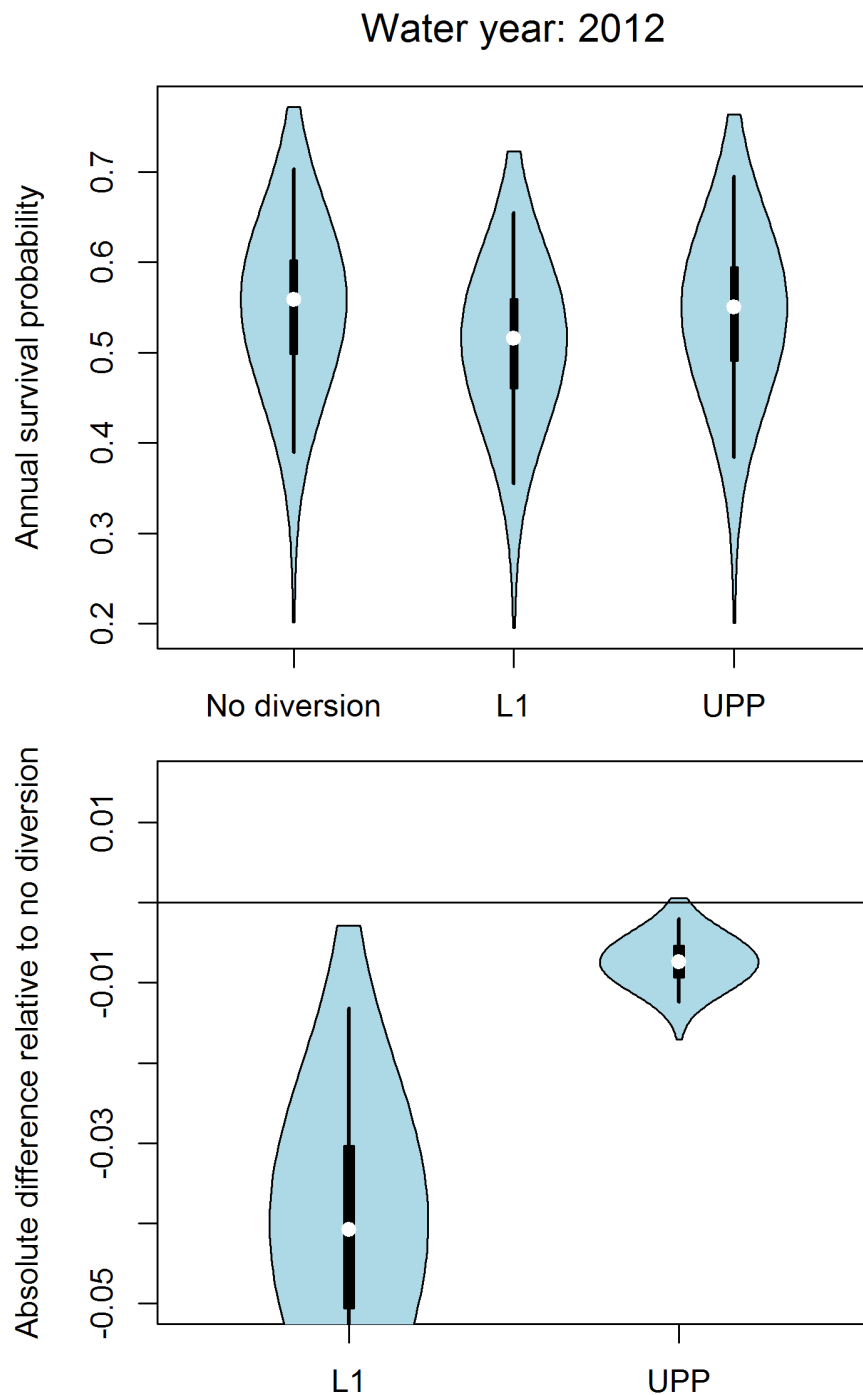 Water year: 2012
Annual survival probability
0.7
0.6
0.5
0.4
0.3
0.2
No diversion L1 UPP
Absolute difference relative to no diversion
0.01
-0.01
-0.03
-0.05
L1 UPP